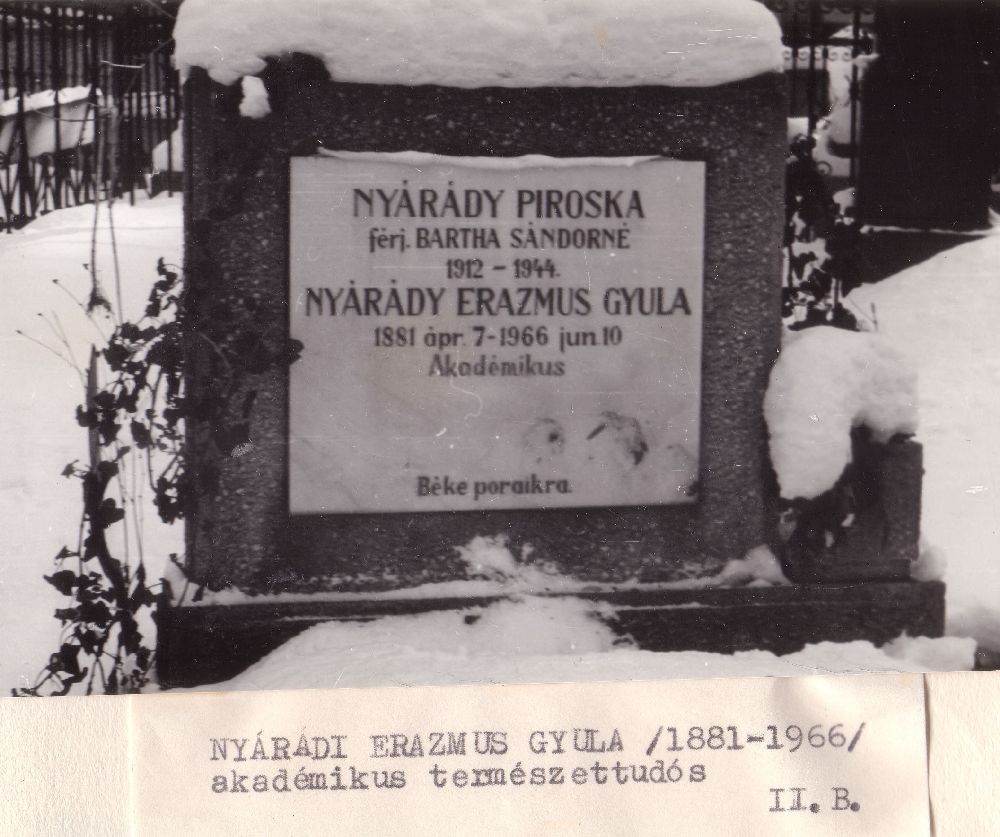 NYÁRÁDY PIROSKA
férj. BARTHA SÁNDORNÉ
1912 - 1944.
NYÁRÁDY ERAZMUS GYULA
1881 ápr. 7-1966 jun.10
Akadémikus
Béke poraikra.
NYÁRÁDI ERAZMUS GYULA /1881-1966/
akadémikus természettudós
II. B.